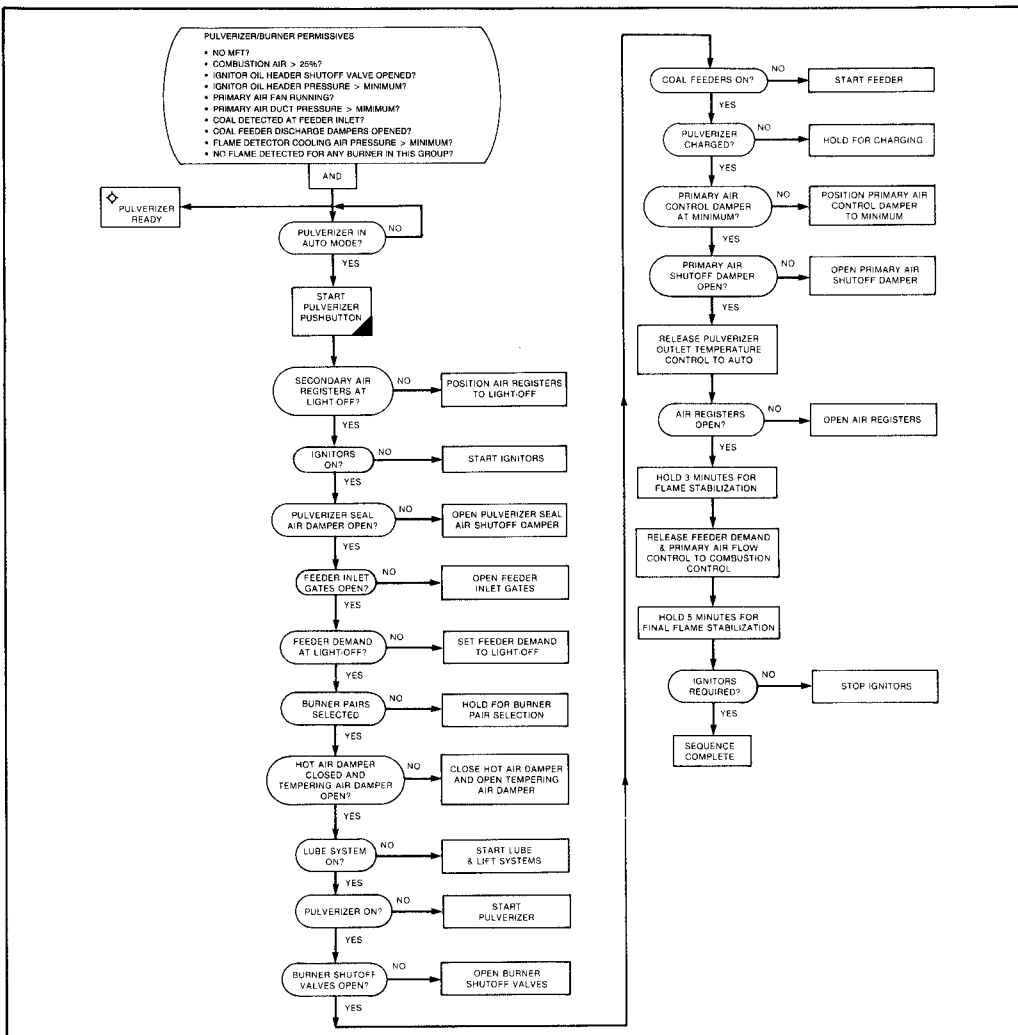 PULVERIZER/BURNER PERMISSIVES
• NO MFT?
• COMBUSTION AIR > 25%?
• IGNITOR OIL HEADER SHUTOFF VALVE OPENED?
• IGNITOR OIL HEADER PRESSURE > MINIMUM?
• PRIMARY AIR FAN RUNNING?
• PRIMARY AIR DUCT PRESSURE > MIMIMUM?
• COAL DETECTED AT FEEDER INLET?
• COAL FEEDER DISCHARGE DAMPERS OPENED?
• FLAME DETECTOR COOLING AIR PRESSURE > MINIMUM?
• NO FLAME DETECTED FOR ANY BURNER IN THIS GROUP?
AND
PULVERIZER
READY
PULVERIZER IN
AUTO MODE?
NO
YES
START
PULVERIZER
PUSHBUTTON
SECONDARY AIR
REGISTERS AT
LIGHT-OFF?
NO
POSITION AIR REGISTERS
TO LIGHT-OFF
YES
IGNITORS
ON?
NO
START IGNITORS
YES
PULVERIZER SEAL
AIR DAMPER OPEN?
NO
OPEN PULVERIZER SEAL
AIR SHUTOFF DAMPER
YES
FEEDER INLET
GATES OPEN?
NO
OPEN FEEDER
INLET GATES
YES
FEEDER DEMAND
AT LIGHT-OFF?
NO
SET FEEDER DEMAND
TO LIGHT-OFF
YES
BURNER PAIRS
SELECTED
NO
HOLD FOR BURNER
PAIR SELECTION
YES
HOT AIR DAMPER
CLOSED AND
TEMPERING AIR DAMPER
OPEN?
NO
CLOSE HOT AIR DAMPER
AND OPEN TEMPERING
AIR DAMPER
YES
LUBE SYSTEM
ON?
NO
START LUBE
& LIFT SYSTEMS
YES
PULVERIZER ON?
NO
START
PULVERIZER
YES
BURNER SHUTOFF
VALVES OPEN?
NO
OPEN BURNER
SHUTOFF VALVES
YES
COAL FEEDERS ON?
NO
START FEEDER
YES
PULVERIZER
CHARGED?
NO
HOLD FOR CHARGING
YES
PRIMARY AIR
CONTROL DAMPER
AT MINIMUM?
NO
POSITION PRIMARY AIR
CONTROL DAMPER
TO MINIMUM
YES
PRIMARY AIR
SHUTOFF DAMPER
OPEN?
NO
OPEN PRIMARY AIR
SHUTOFF DAMPER
YES
RELEASE PULVERIZER
OUTLET TEMPERATURE
CONTROL TO AUTO
AIR REGISTERS
OPEN?
NO
OPEN AIR REGISTERS
YES
HOLD 3 MINUTES FOR
FLAME STABILIZATION
RELEASE FEEDER DEMAND
& PRIMARY AIR FLOW
CONTROL TO COMBUSTION
CONTROL
HOLD 5 MINUTES FOR
FINAL FLAME STABILIZATION
IGNITORS
REQUIRED?
NO
STOP IGNITORS
YES
SEQUENCE
COMPLETE